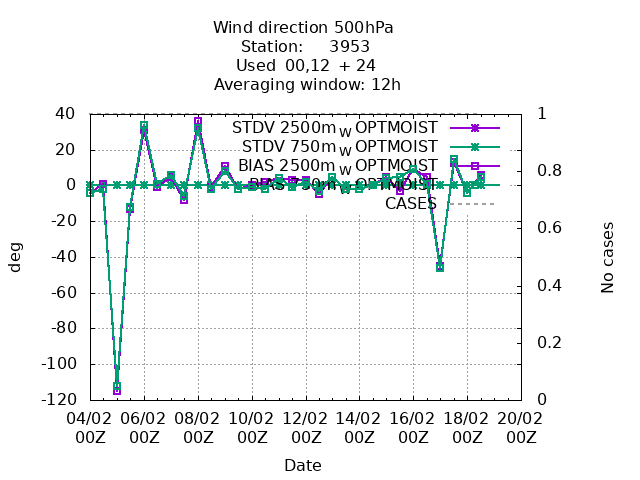 Wind direction 500hPa
Station: 3953
Used 00,12 + 24
Averaging window: 12h
STDV 2500m W OPTMOIST
STDV 750m W OPTMOIST
BIAS 2500m W OPTMOIST
BIAS 750m W OPTMOIST
CASES
40
20
0
-20
-40
-60
-80
-100
-120
deg
1
0.8
0.6
0.4
0.2
0
No cases
04/02 06/02 08/02 10/02 12/02 14/02 16/02 18/02 20/02
00Z 00Z 00Z 00Z 00Z 00Z 00Z 00Z 00Z
Date